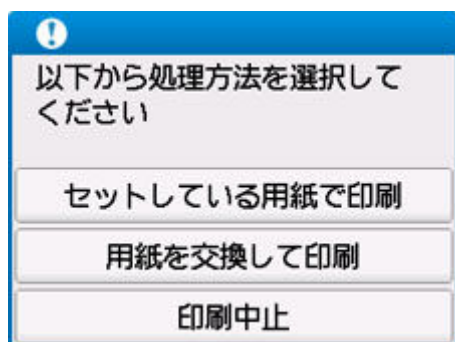 以下から処理方法を選択して
ください
セットしている用紙で印刷
用紙を交換して印刷
印刷中止